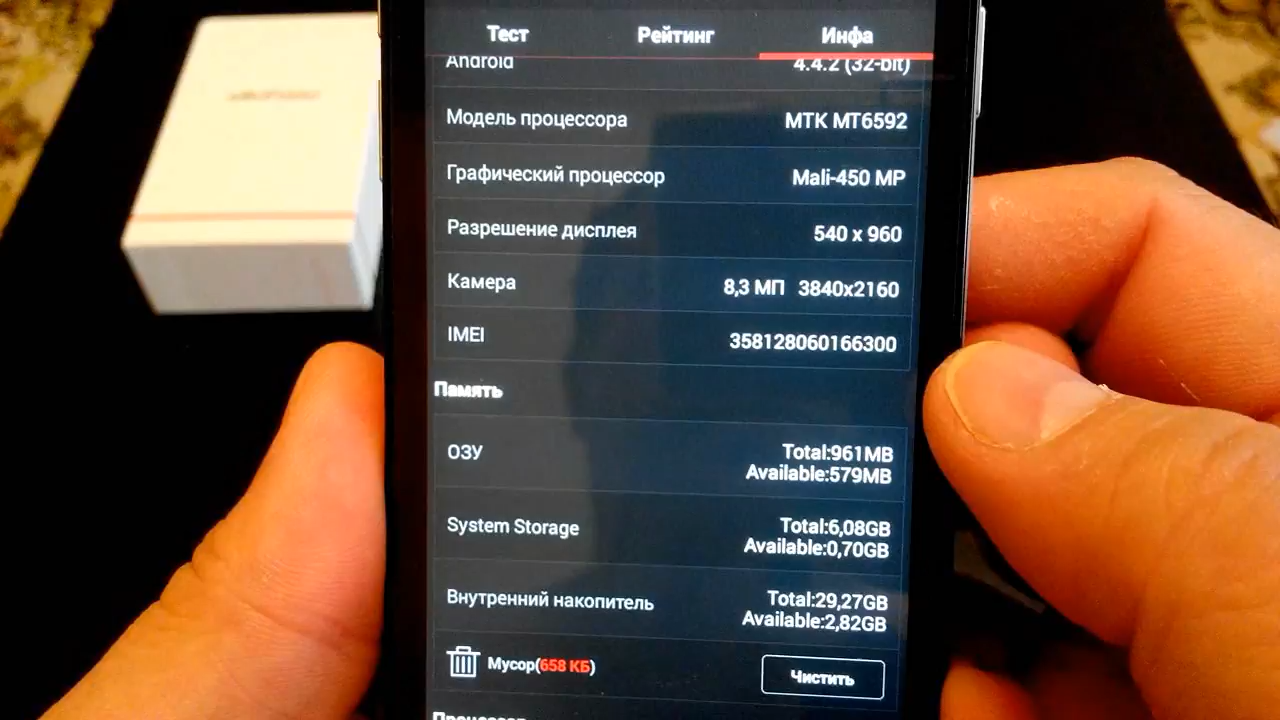 Тест Рейтинг Инфа
Android 4.4.2 (32-bit)
Модель процессора МТК МТ6592
Графический процессор Mali-450 MP
Разрешение дисплея 540 x 960
Камера 8,3 МП 3840x2160
IMEI 358128060166300
Память
ОЗУ Total:961MB
Available:579MB
System Storage Total:6,08GB
Available:0,70GB
Внутренний накопитель Total:29,27GB
Available:2,82GB
Мусор(658 КБ) Чистить